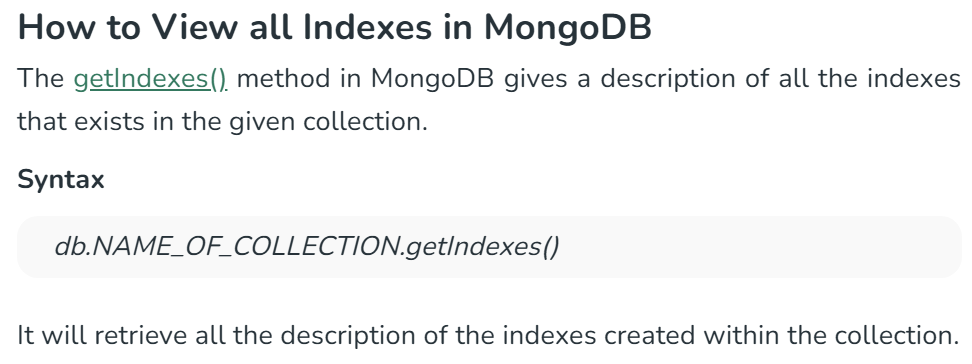 How to View all Indexes in MongoDB
The getIndexes() method in MongoDB gives a description of all the indexes
that exists in the given collection.
Syntax
db.NAME_OF_COLLECTION.getIndexes()
It will retrieve all the description of the indexes created within the collection.